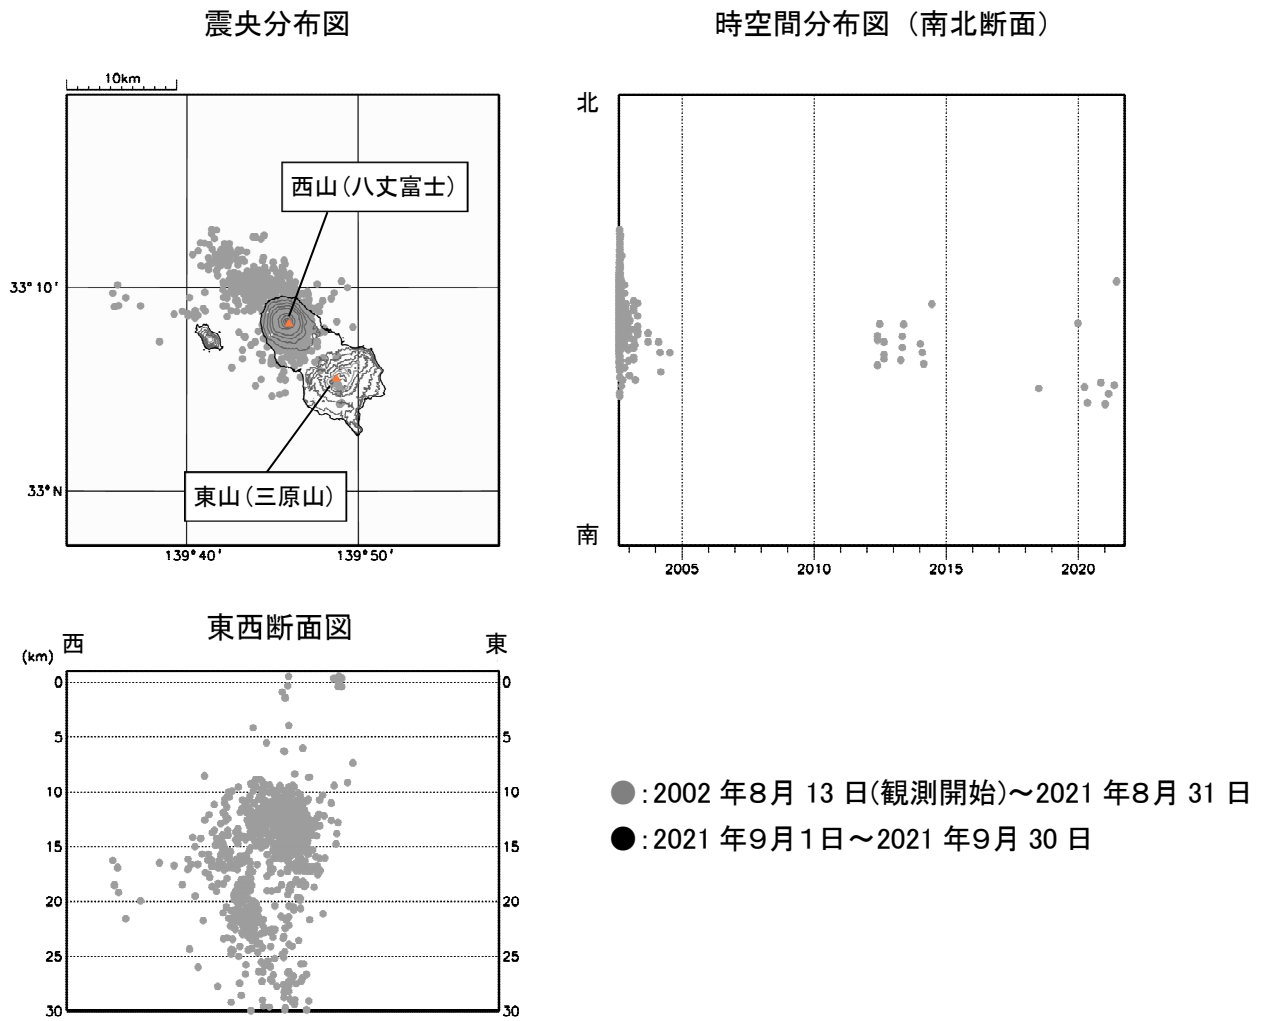 震央分布図
時空間分布図（南北断面）
10km
北
西山(八丈富士)
33°10′
東山(三原山)
33°N
南
139°40′
139°50′
2005
2010
2015
2020
東西断面図
西
東
(km)
0
0
5
5
10
10
15
15
20
20
25
25
30
30
●:2002 年８月 13 日(観測開始)～2021 年８月 31 日
●:2021 年９月１日～2021 年９月 30 日